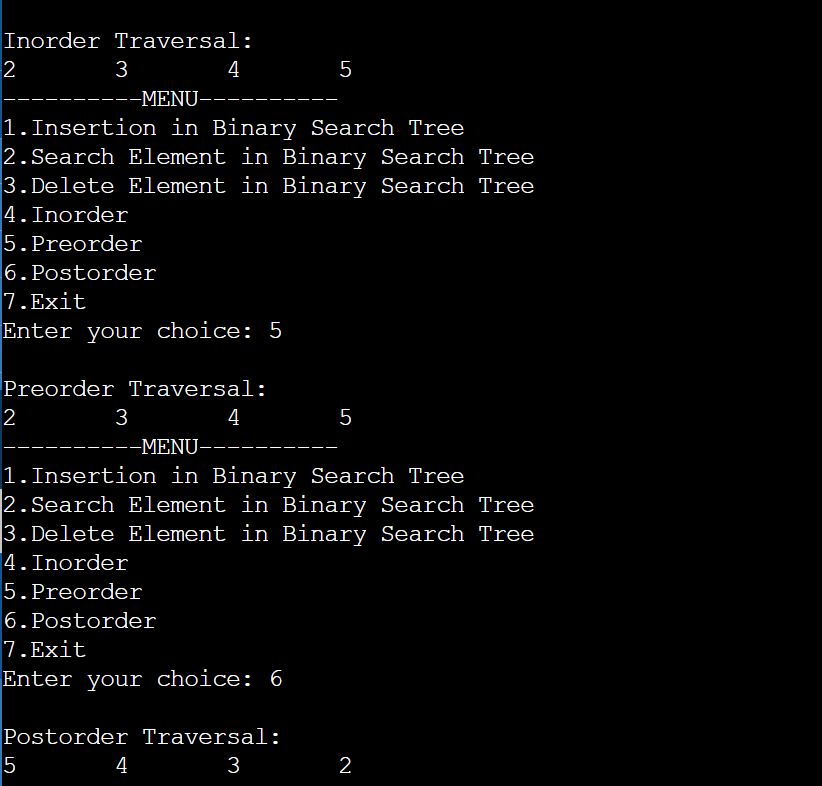 Inorder Traversal:
2 3 4 5
----------MENU----------
1.Insertion in Binary Search Tree
2.Search Element in Binary Search Tree
3.Delete Element in Binary Search Tree
4.Inorder
5.Preorder
6.Postorder
7.Exit
Enter your choice: 5
Preorder Traversal:
2 3 4 5
----------MENU----------
1.Insertion in Binary Search Tree
2.Search Element in Binary Search Tree
3.Delete Element in Binary Search Tree
4.Inorder
5.Preorder
6.Postorder
7.Exit
Enter your choice: 6
Postorder Traversal:
5 4 3 2